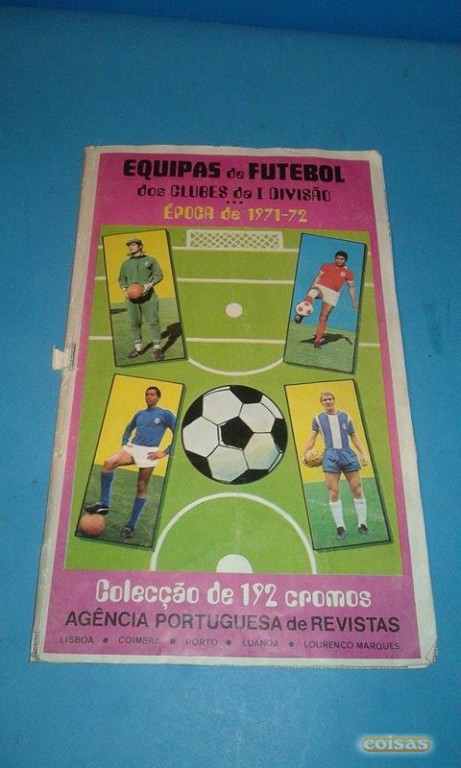 EQUIPAS de FUTEBOL
dos CLUBES da I DIVISÃO
ÉPOCA de 1971-72
Colecção de 192 cromos
AGÊNCIA PORTUGUESA de REVISTAS
LISBOA • COIMBRA • PORTO • LUANDA • LOURENÇO MARQUES
coisas